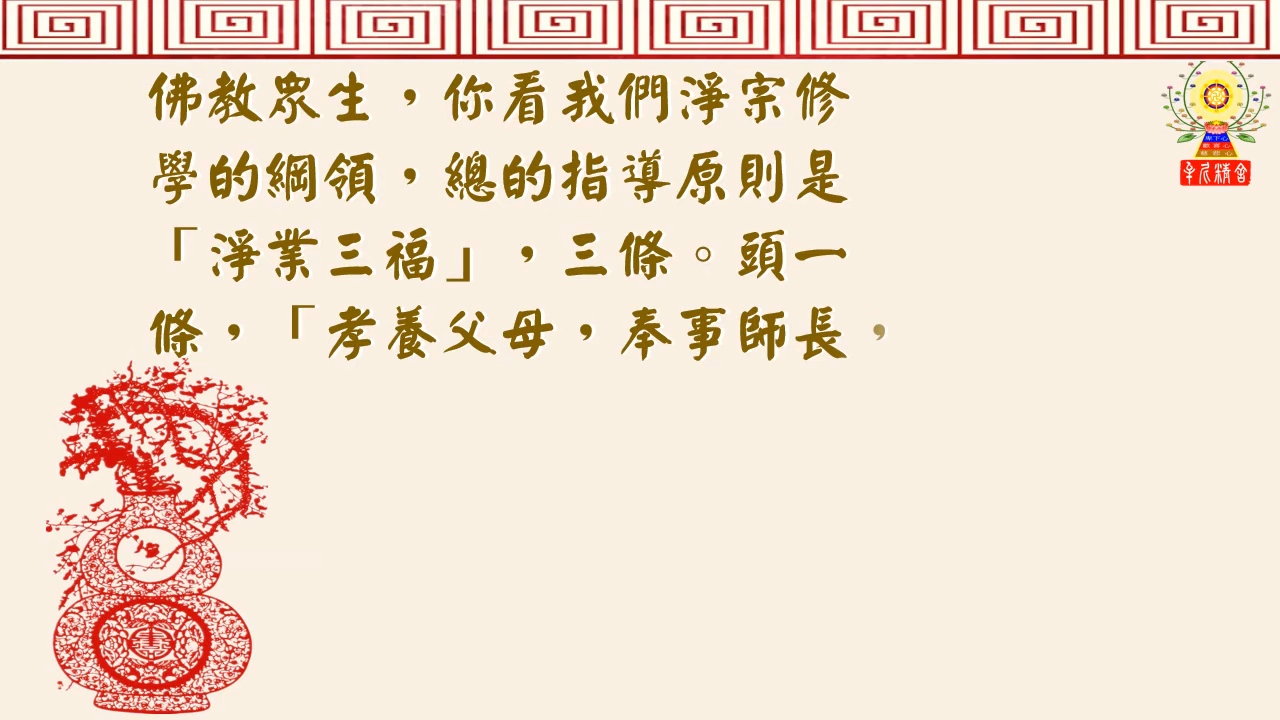 佛教眾生，你看我們淨宗修
學的綱領，總的指導原則是
「淨業三福」，三條。頭一
條，「孝養父母，奉事師長，